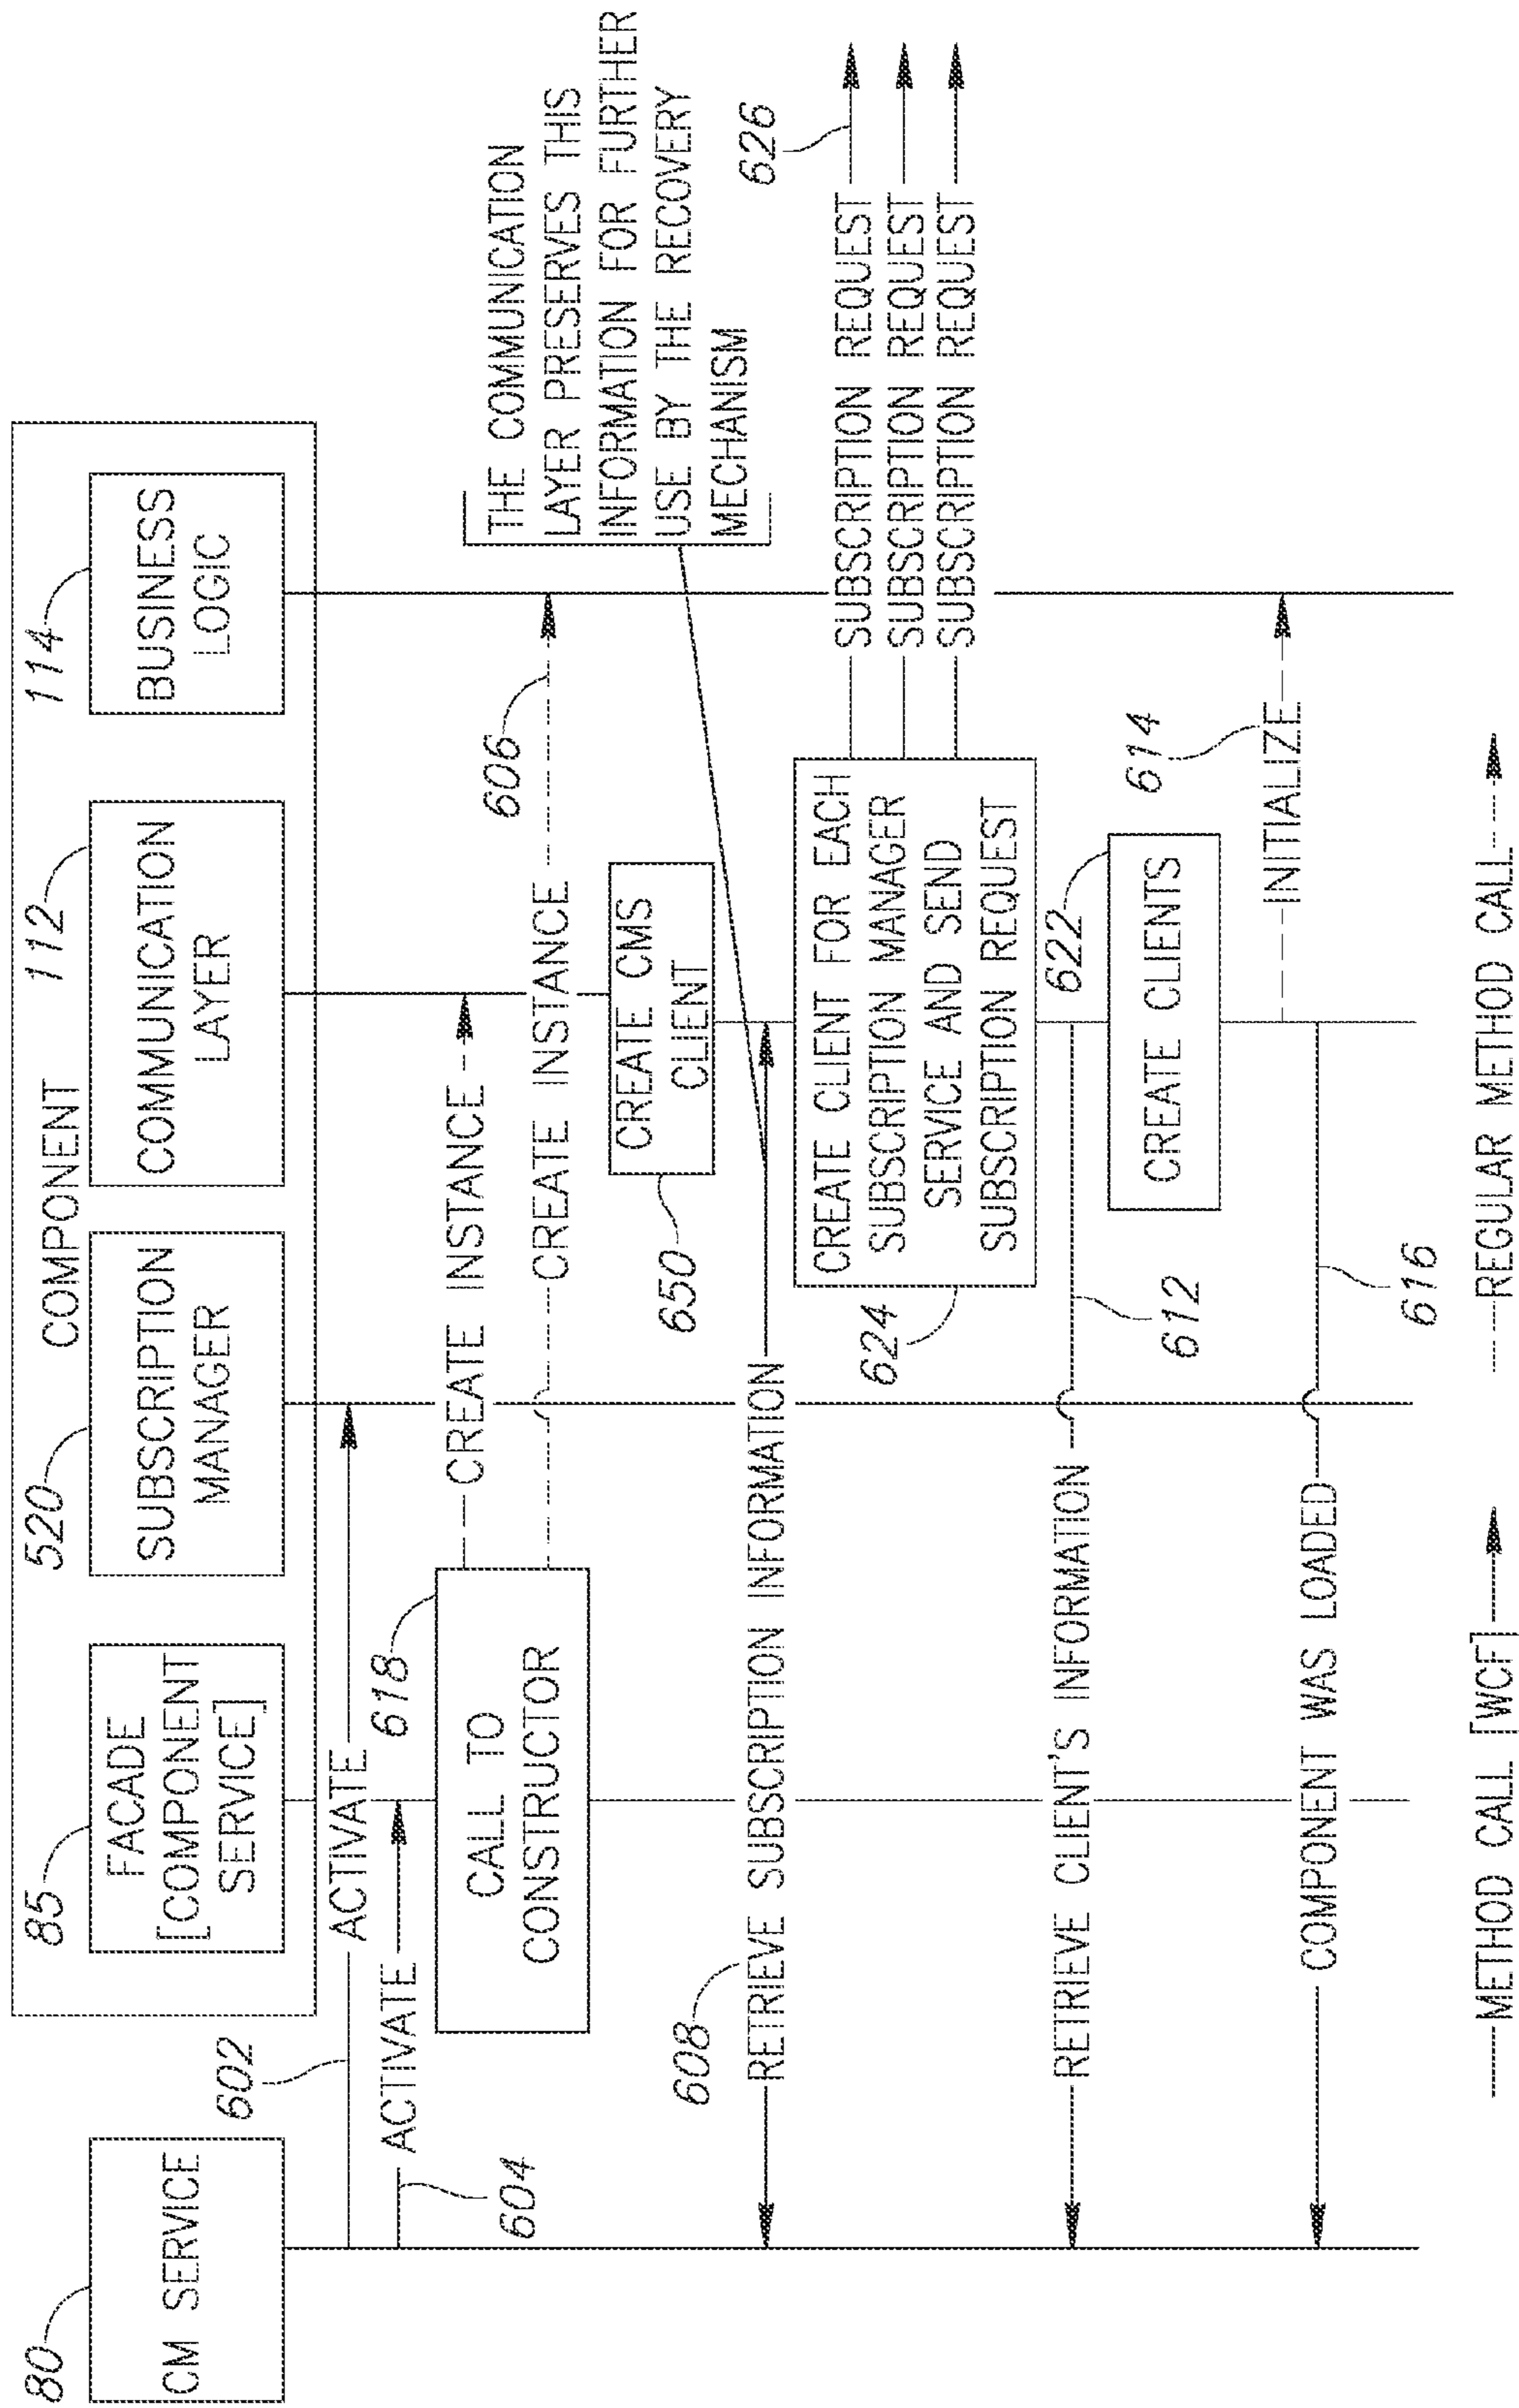 COMPONENT
80
85
520
112
114
CM SERVICE
FACADE
[COMPONENT
SERVICE]
SUBSCRIPTION
MANAGER
COMMUNICATION
LAYER
BUSINESS
LOGIC
602
ACTIVATE
ACTIVATE
604
618
CALL TO
CONSTRUCTOR
CREATE INSTANCE
606
CREATE INSTANCE
THE COMMUNICATION
LAYER PRESERVES THIS
INFORMATION FOR FURTHER
USE BY THE RECOVERY
MECHANISM
650
CREATE CMS
CLIENT
608
RETRIEVE SUBSCRIPTION INFORMATION
626
624
CREATE CLIENT FOR EACH
SUBSCRIPTION MANAGER
SERVICE AND SEND
SUBSCRIPTION REQUEST
SUBSCRIPTION REQUEST
SUBSCRIPTION REQUEST
SUBSCRIPTION REQUEST
RETRIEVE CLIENT'S INFORMATION
612
622
CREATE CLIENTS
614
INITIALIZE
COMPONENT WAS LOADED
616
METHOD CALL [WCF]
REGULAR METHOD CALL